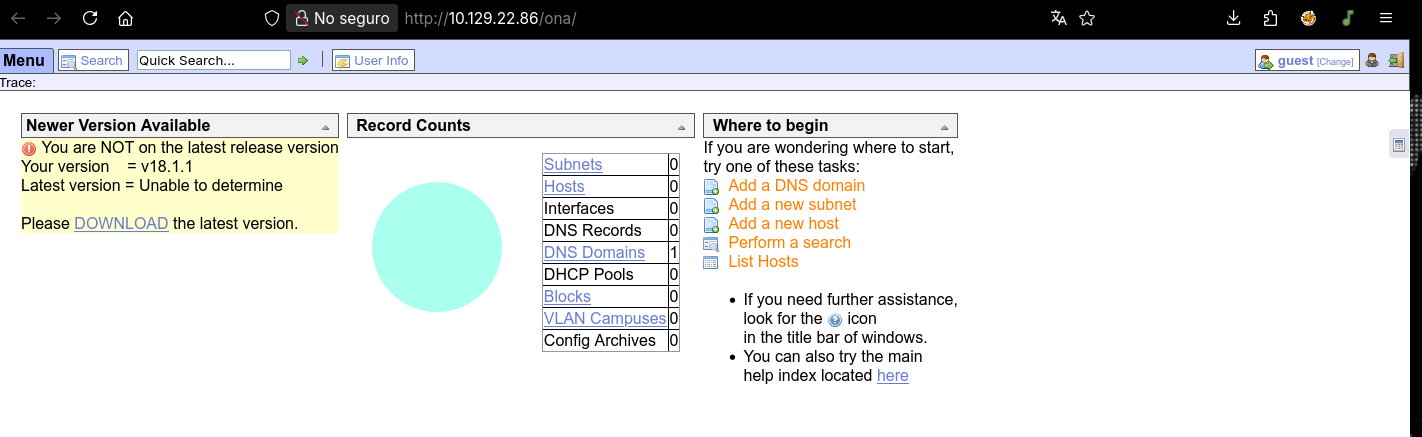 No seguro http://10.129.22.86/ona/
Menu Search Quick Search... User Info guest [Change]
Trace:
Newer Version Available
You are NOT on the latest release version
Your version = v18.1.1
Latest version = Unable to determine
Please DOWNLOAD the latest version.
Record Counts
Subnets 0
Hosts 0
Interfaces 0
DNS Records 0
DNS Domains 1
DHCP Pools 0
Blocks 0
VLAN Campuses 0
Config Archives 0
Where to begin
If you are wondering where to start,
try one of these tasks:
Add a DNS domain
Add a new subnet
Add a new host
Perform a search
List Hosts
• If you need further assistance,
look for the ? icon
in the title bar of windows.
• You can also try the main
help index located here